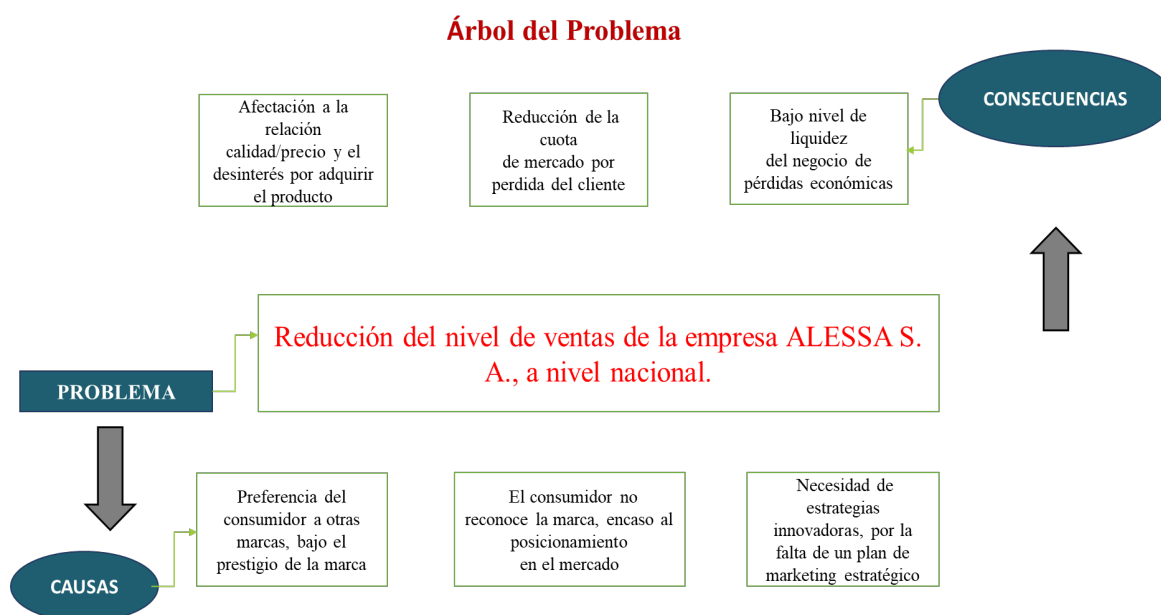 Árbol del Problema
Afectación a la
relación
calidad/precio y el
desinterés por adquirir
el producto
Reducción de la
cuota
de mercado por
perdida del cliente
Bajo nivel de
liquidez
del negocio de
pérdidas económicas
CONSECUENCIAS
Reducción del nivel de ventas de la empresa ALESSA S.
A., a nivel nacional.
PROBLEMA
Preferencia del
consumidor a otras
marcas, bajo el
prestigio de la marca
El consumidor no
reconoce la marca, encaso al
posicionamiento
en el mercado
Necesidad de
estrategias
innovadoras, por la
falta de un plan de
marketing estratégico
CAUSAS